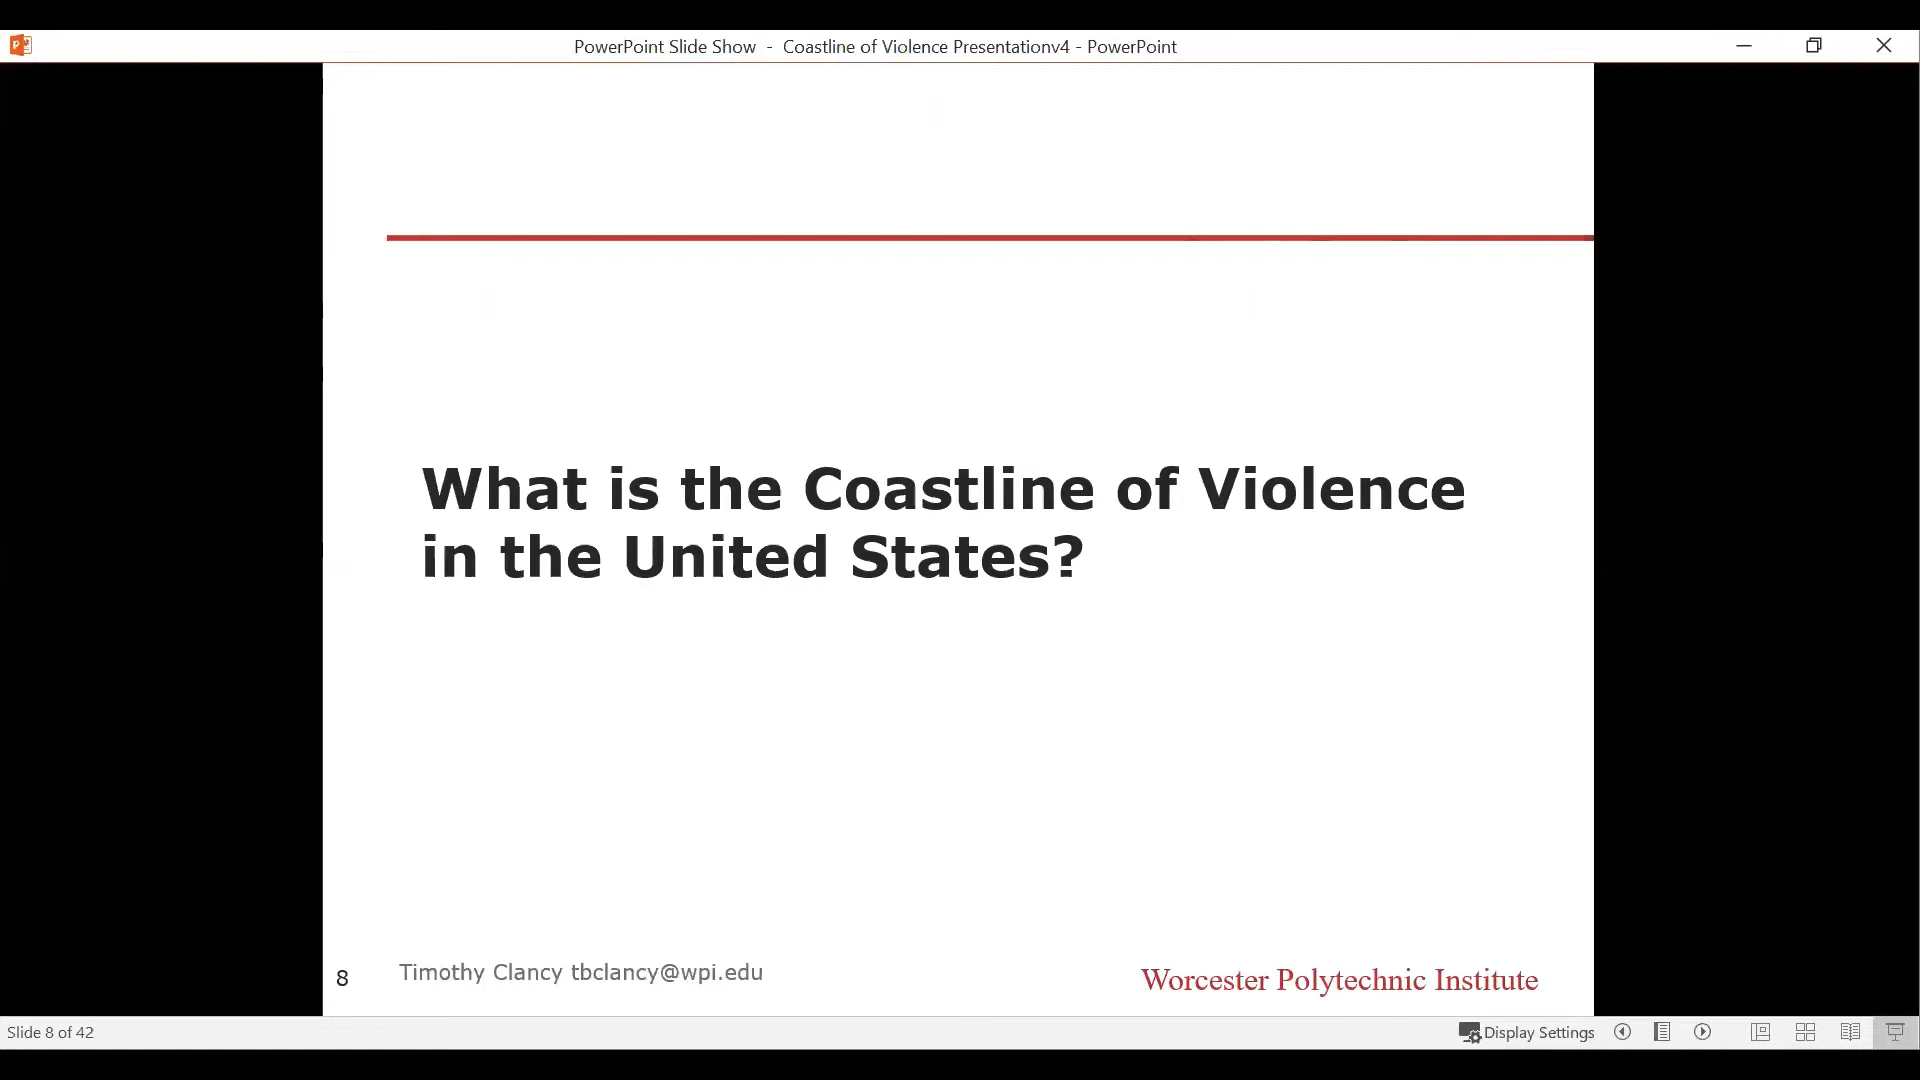 PowerPoint Slide Show - Coastline of Violence Presentationv4 - PowerPoint
What is the Coastline of Violence
in the United States?
8
Timothy Clancy tbclancy@wpi.edu
Worcester Polytechnic Institute
Slide 8 of 42
Display Settings